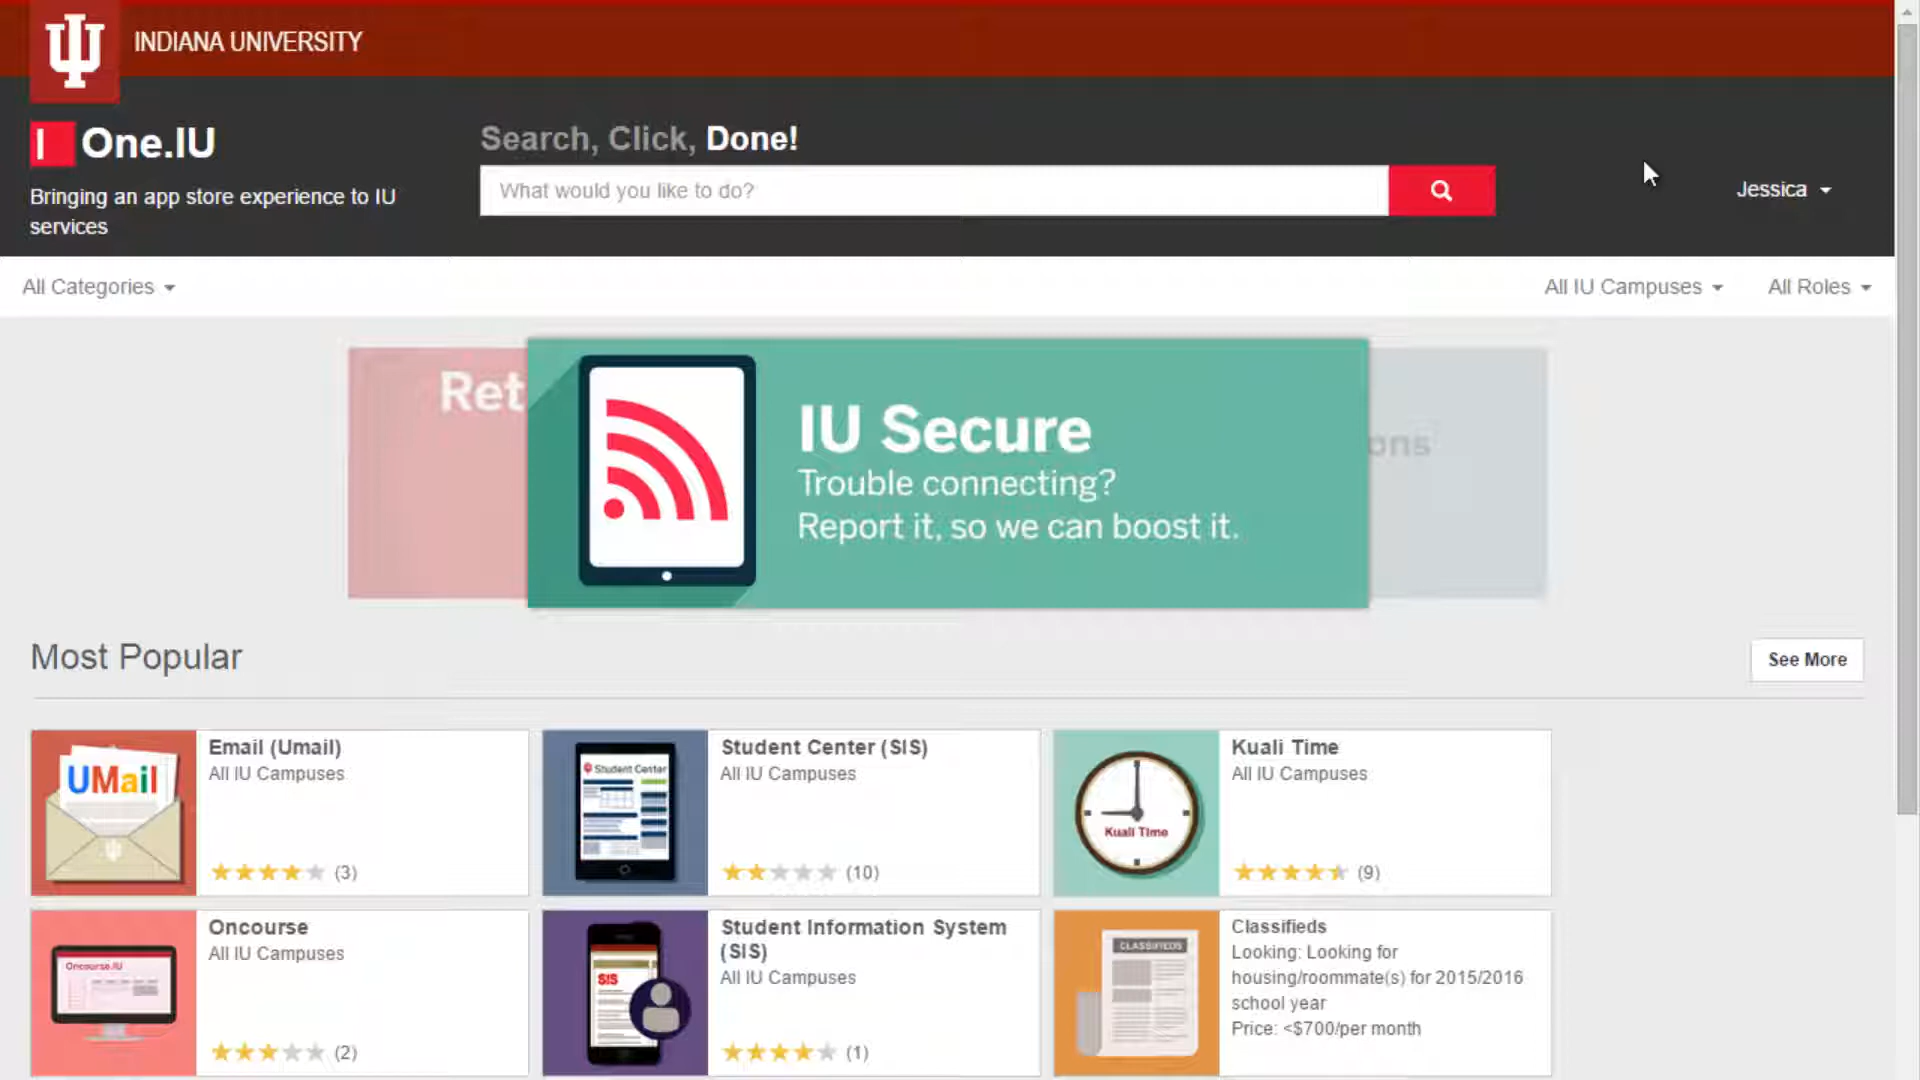 INDIANA UNIVERSITY
One.IU
Bringing an app store experience to IU
services
Search, Click, Done!
What would you like to do?
Jessica
All Categories
All IU Campuses
All Roles
Ret
IU Secure
Trouble connecting?
Report it, so we can boost it.
ons
Most Popular
See More
UMail
Email (Umail)
All IU Campuses
(3)
Student Center
Student Center (SIS)
All IU Campuses
(10)
Kuali Time
Kuali Time
All IU Campuses
(9)
Oncourse.IU
Oncourse
All IU Campuses
(2)
SIS
Student Information System
(SIS)
All IU Campuses
(1)
CLASSIFIEDS
Classifieds
Looking: Looking for
housing/roommate(s) for 2015/2016
school year
Price: <$700/per month